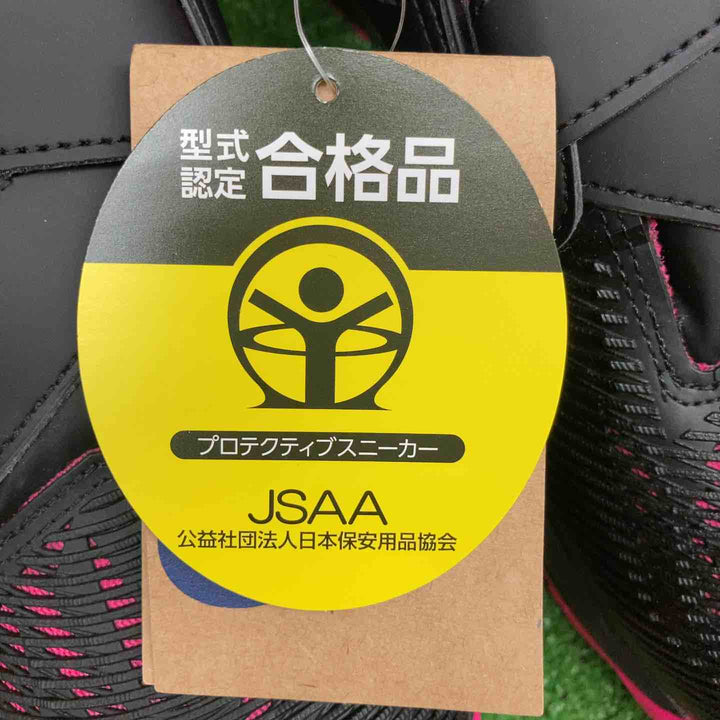 型式
認定 合格品
プロテクティブスニーカー
JSAA
公益社団法人日本保安用品協会